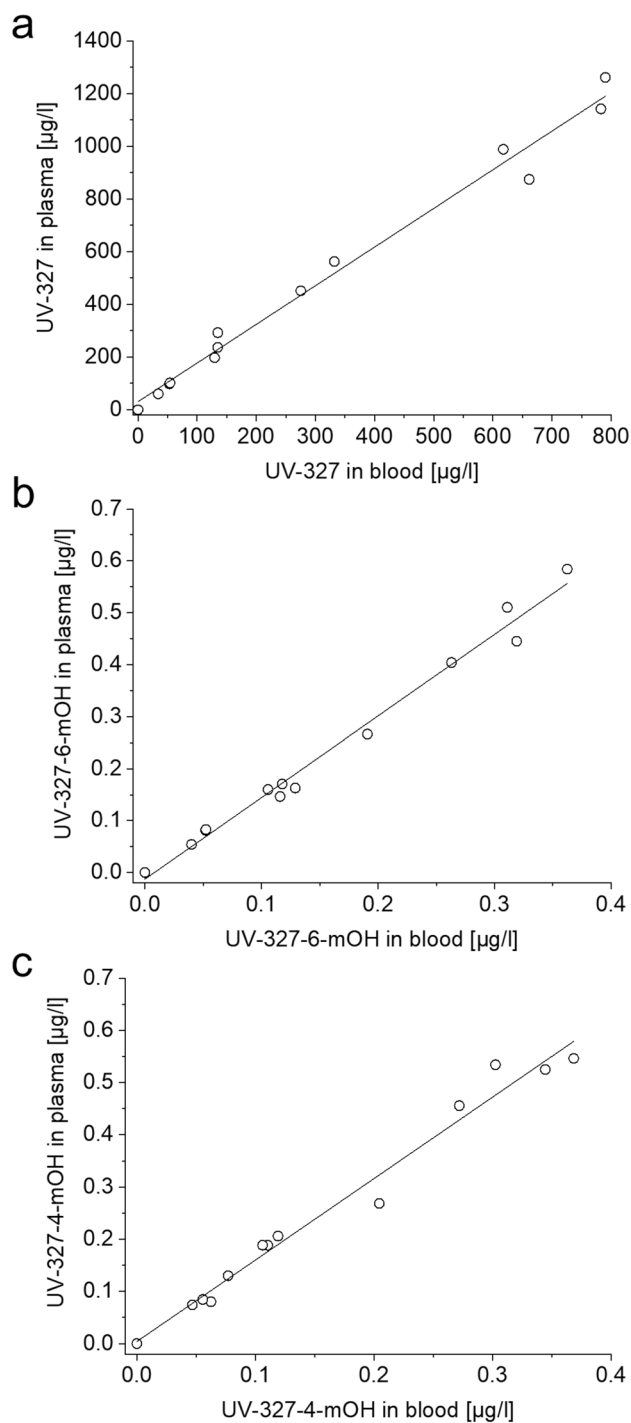 a
1400
1200
1000
800
600
400
200
0
UV-327 in plasma [µg/l]
0 100 200 300 400 500 600 700 800
UV-327 in blood [µg/l]
b
0.7
0.6
0.5
0.4
0.3
0.2
0.1
0.0
UV-327-6-mOH in plasma [µg/l]
0.0 0.1 0.2 0.3 0.4
UV-327-6-mOH in blood [µg/l]
c
0.7
0.6
0.5
0.4
0.3
0.2
0.1
0.0
UV-327-4-mOH in plasma [µg/l]
0.0 0.1 0.2 0.3 0.4
UV-327-4-mOH in blood [µg/l]